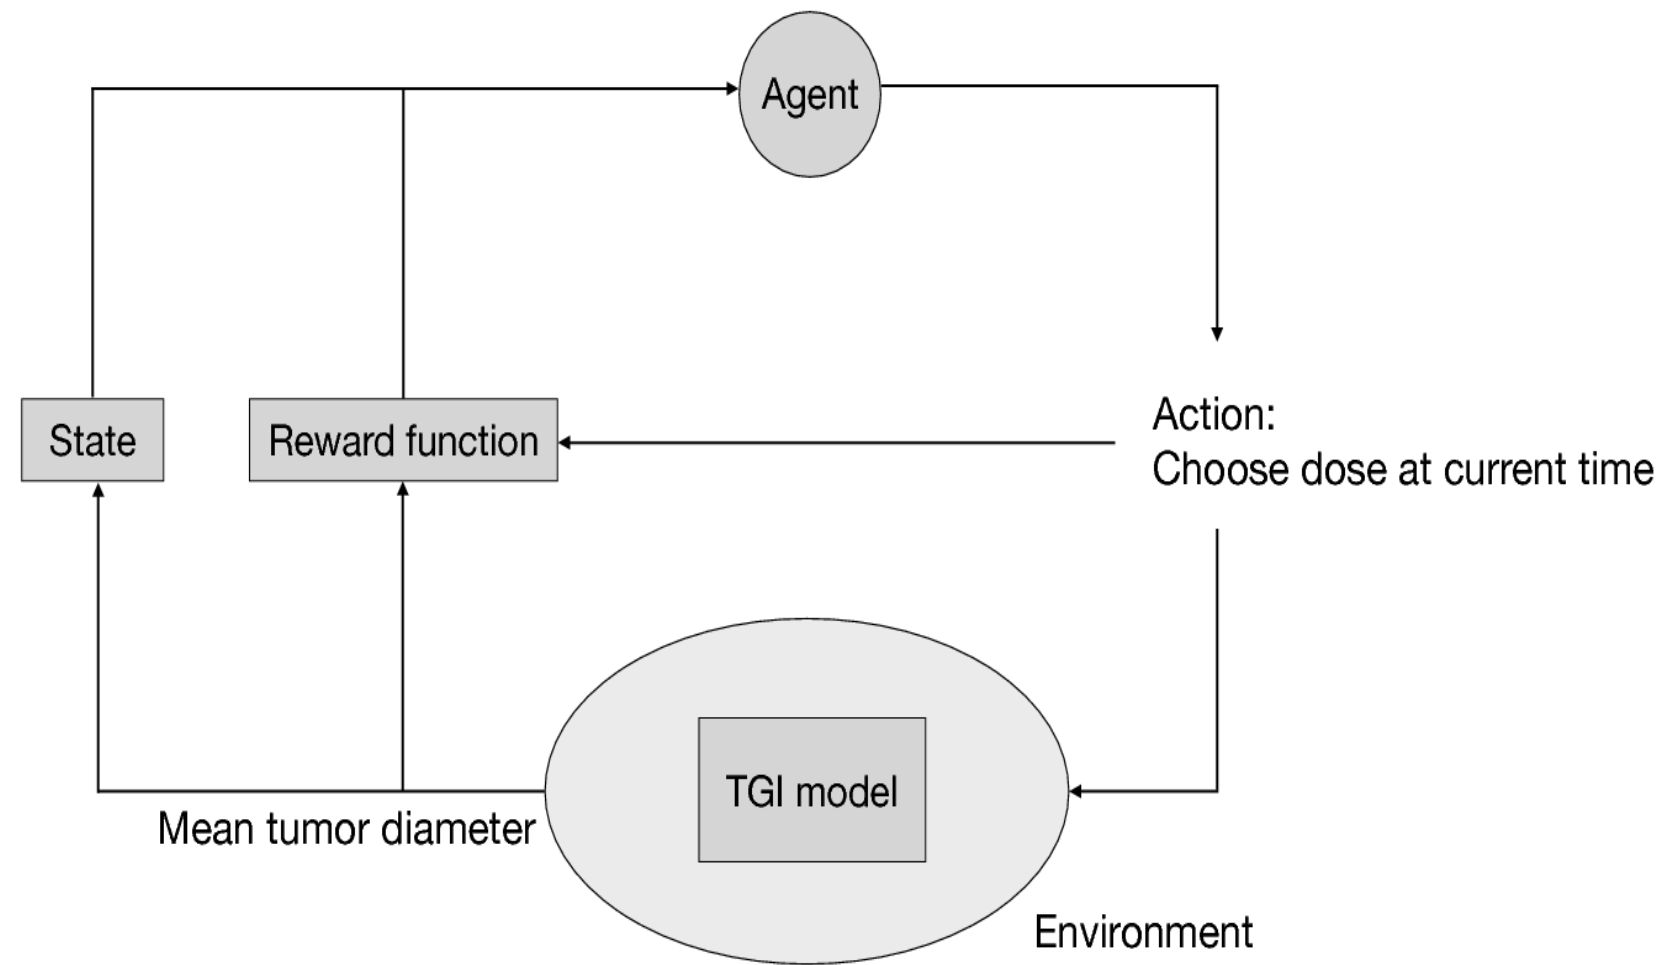 Agent
Action:
Choose dose at current time
State
Reward function
TGI model
Mean tumor diameter
Environment